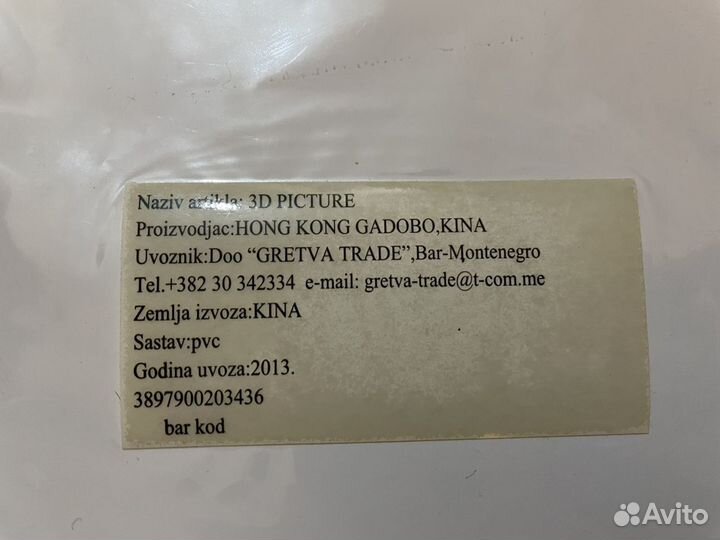 Naziv artikla: 3D PICTURE
Proizvodjac:HONG KONG GADOBO,KINA
Uvoznik:Doo “GRETVA TRADE”,Bar-Montenegro
Tel.+382 30 342334 e-mail: gretva-trade@t-com.me
Zemlja izvoza:KINA
Sastav:pvc
Godina uvoza:2013.
3897900203436
bar kod
Avito